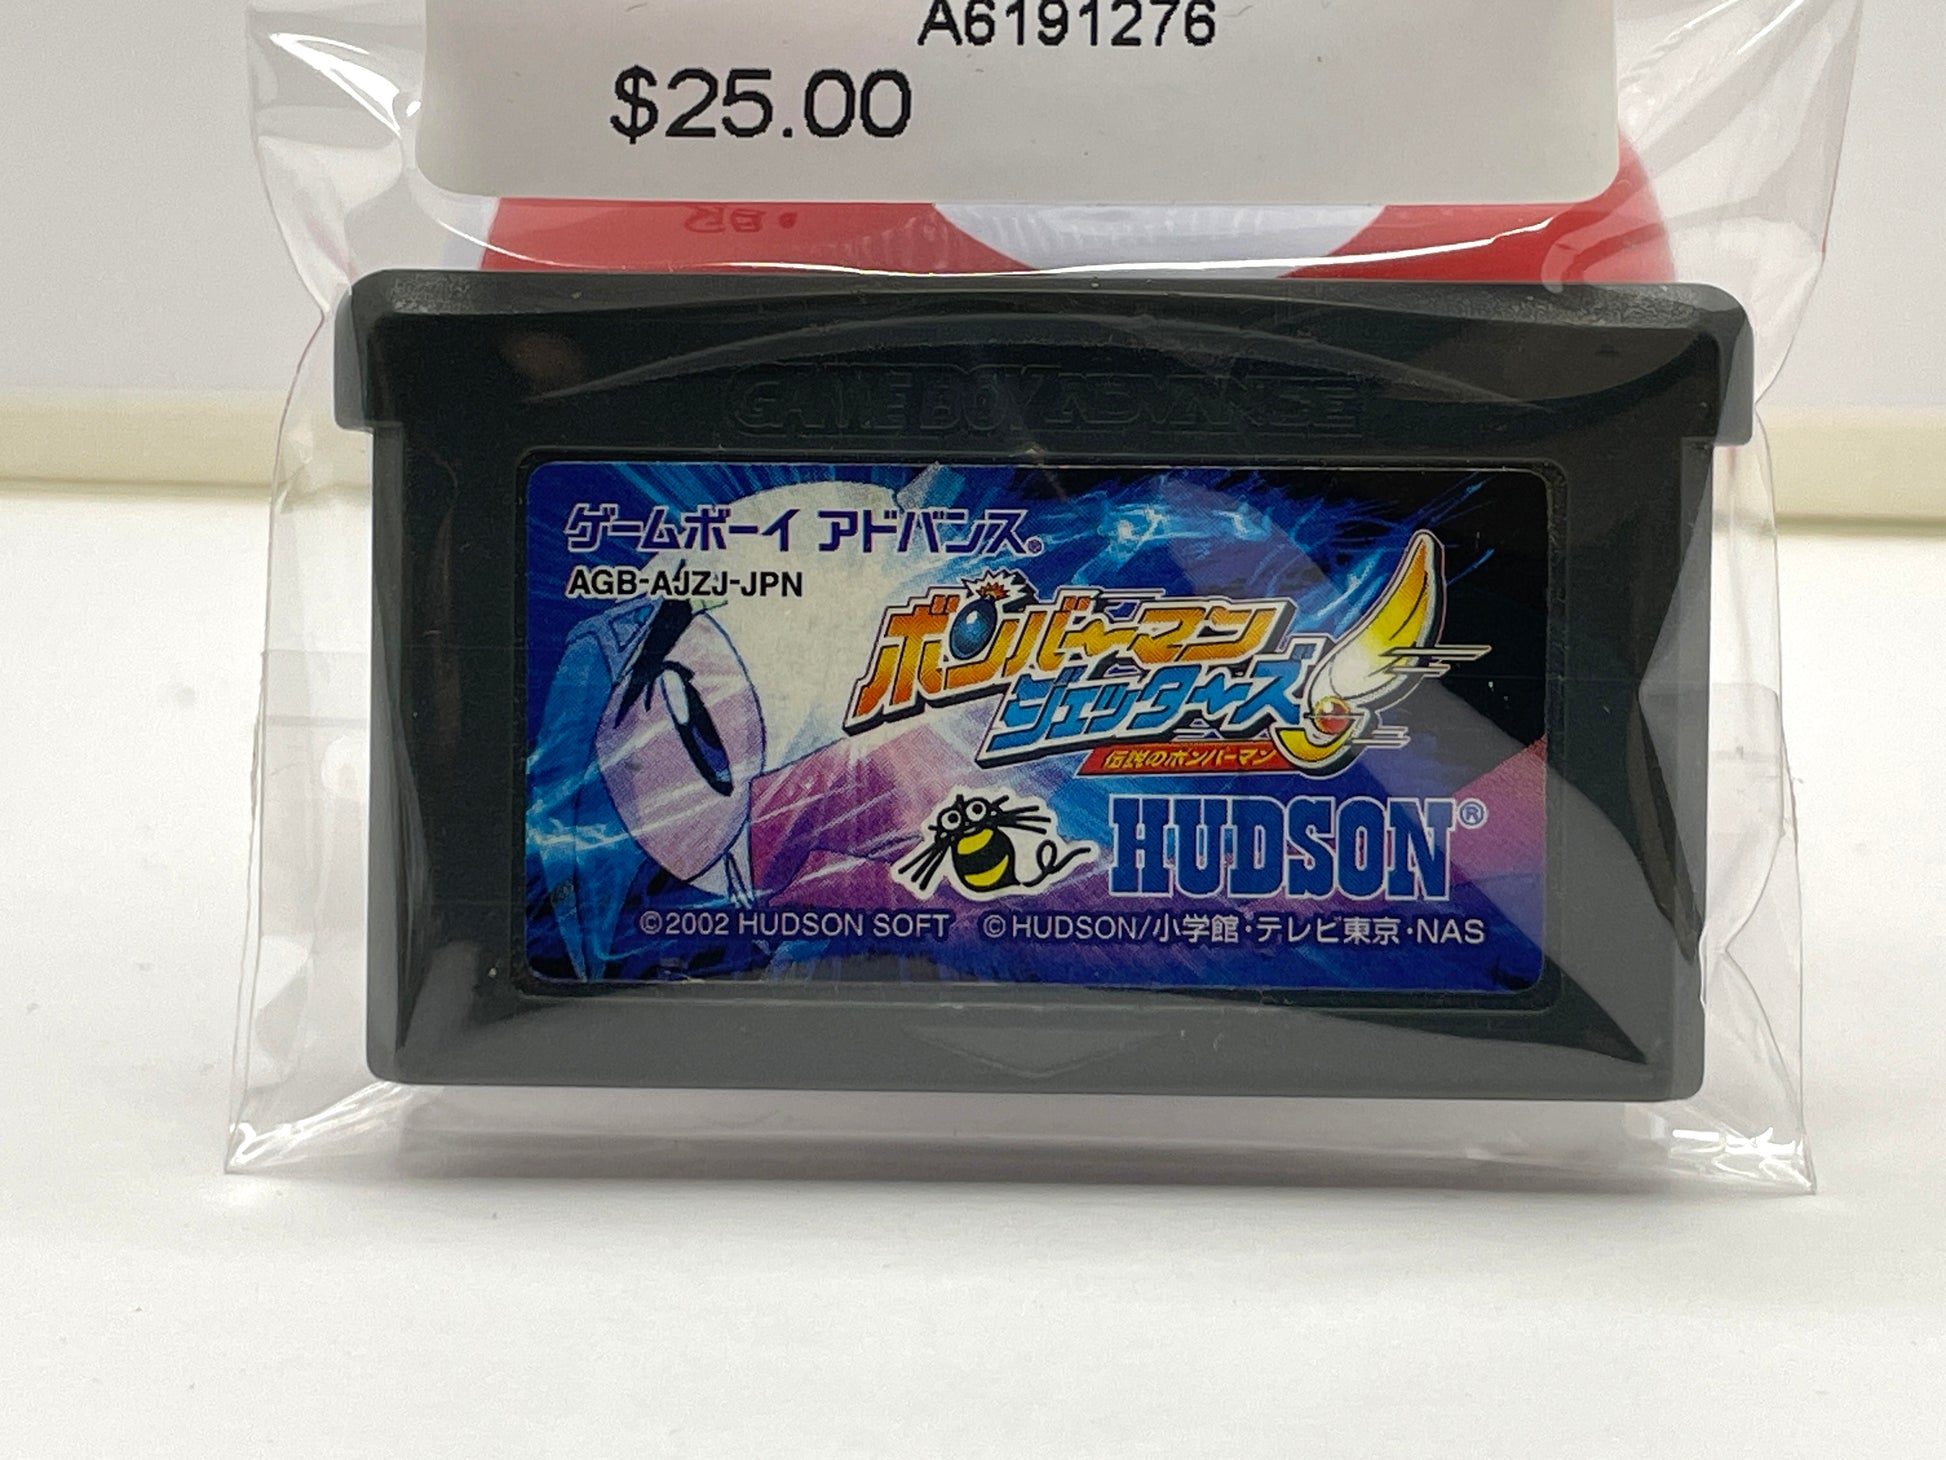 A6191276
$25.00
GAME BOY ADVANCE
ゲームボーイ アドバンス®
AGB-AJZJ-JPN
ボンバーマン
ジェッターズ
伝説のボンバーマン
HUDSON®
©2002 HUDSON SOFT ©HUDSON/小学館・テレビ東京・NAS